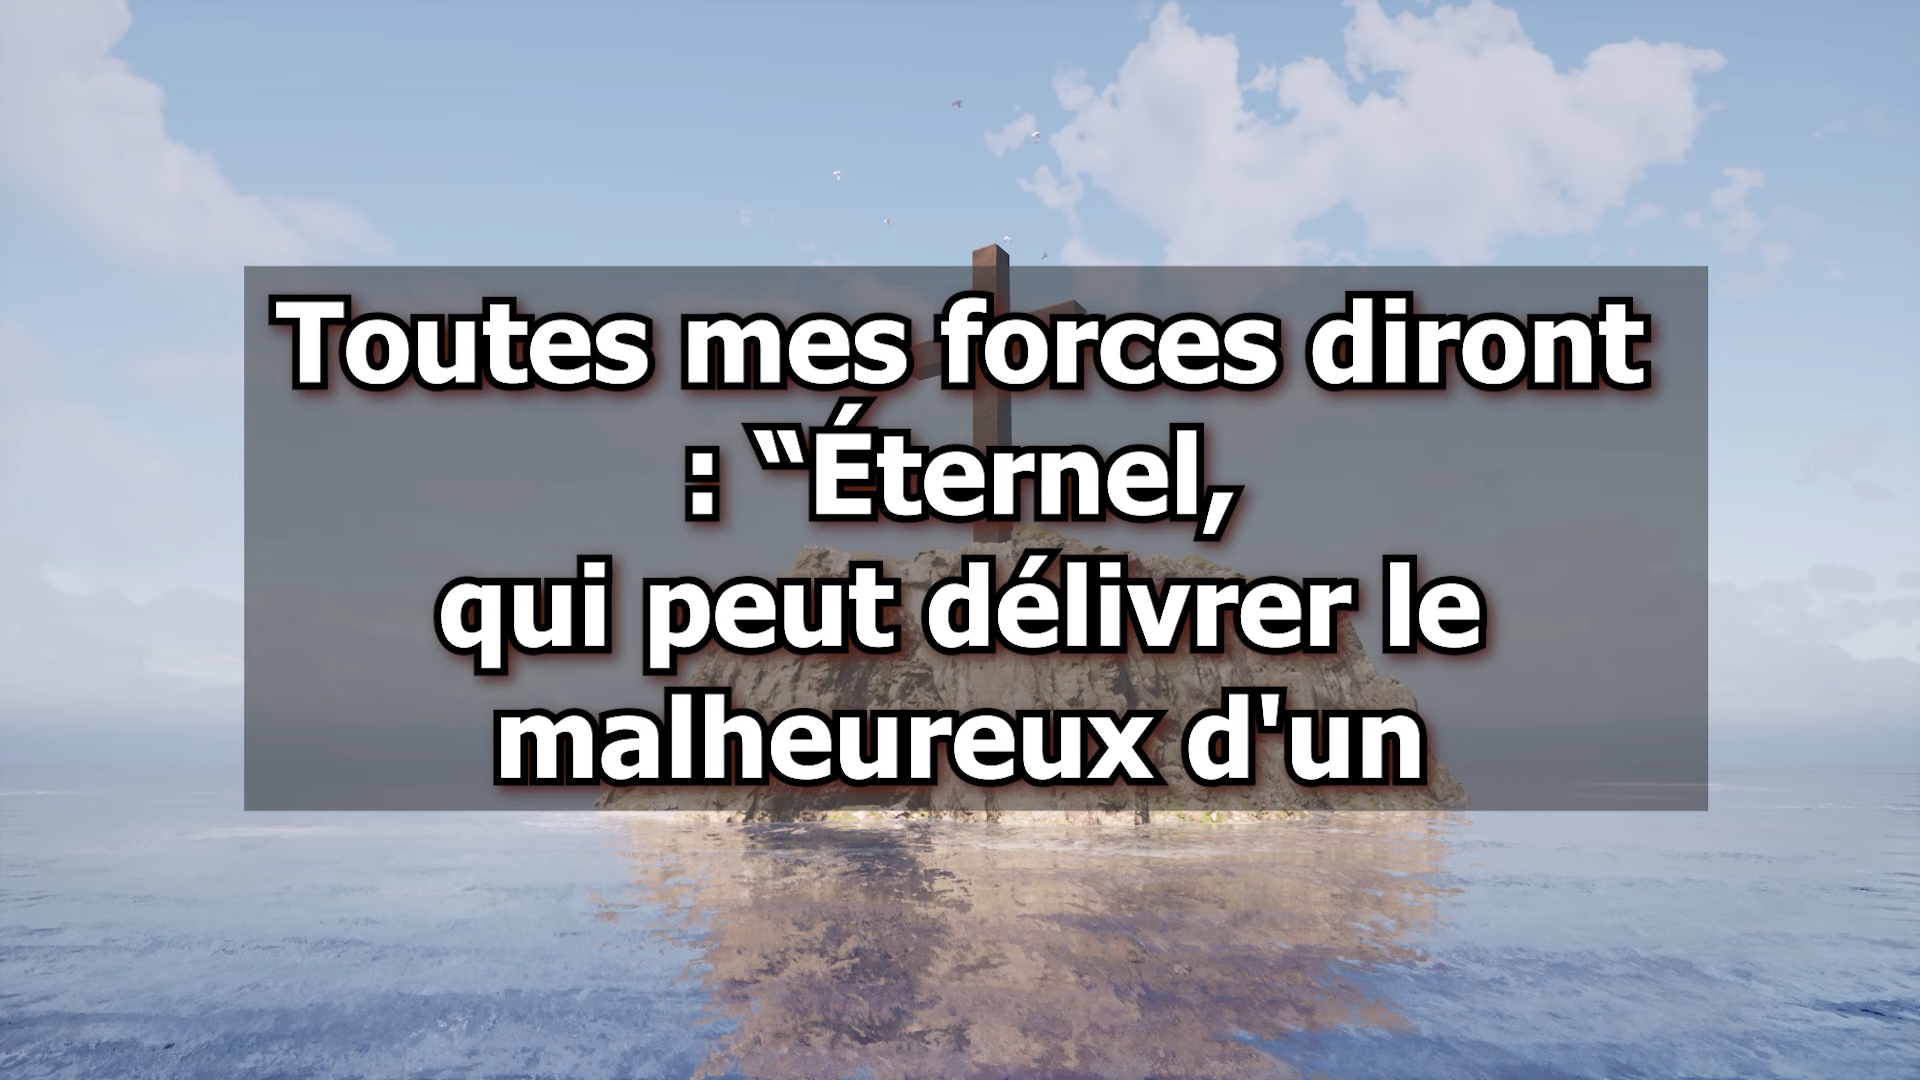 Toutes mes forces diront
: “Éternel,
qui peut délivrer le
malheureux d'un